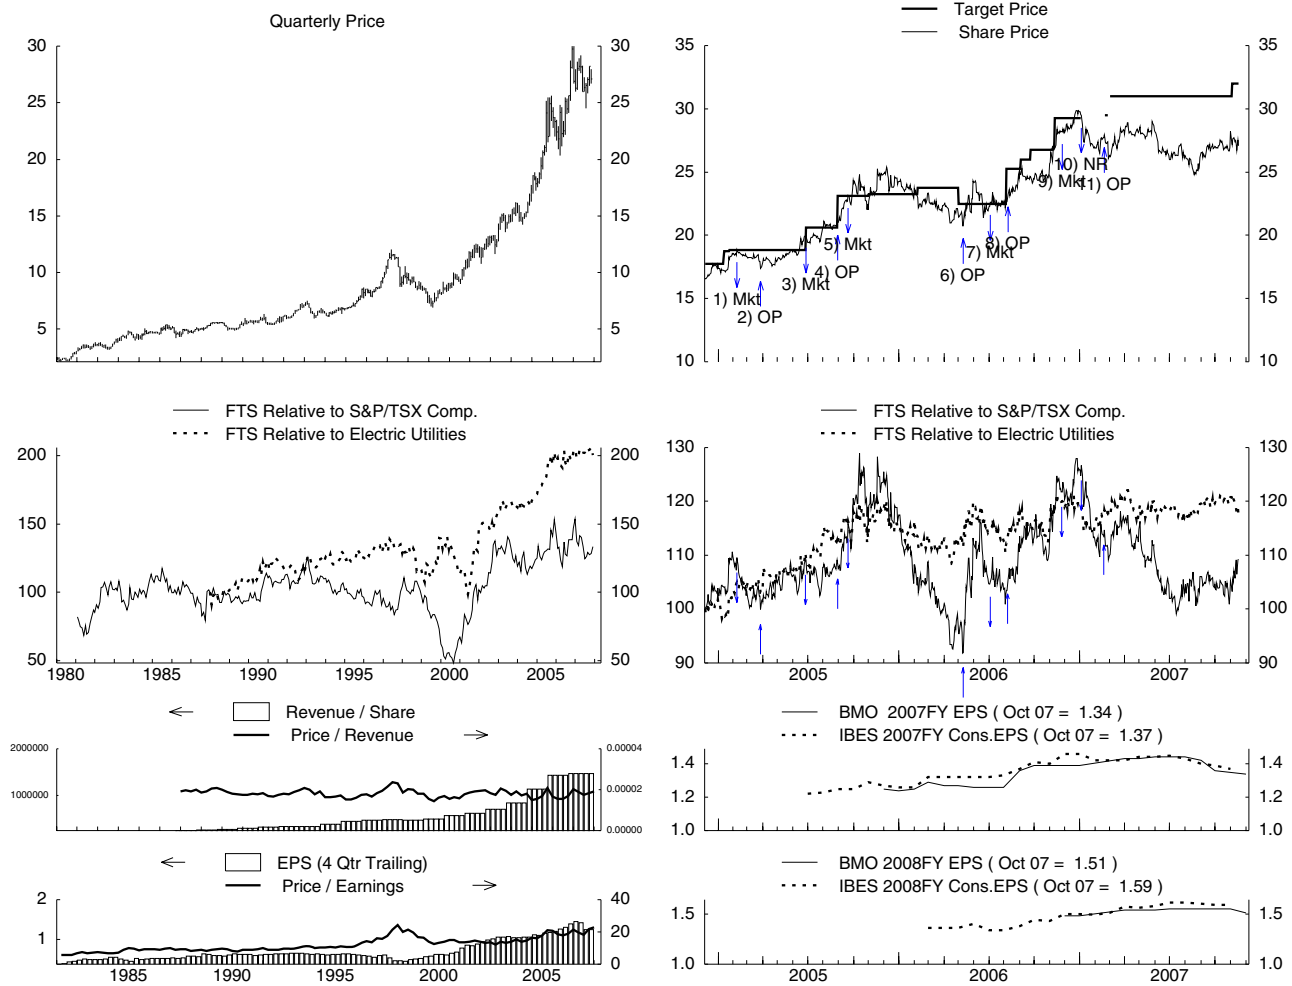 Quarterly Price
30 30
25 25
20 20
15 15
10 10
5 5
Target Price
Share Price
35 35
30 30
25 25
20 20
15 15
10 10
10) NR
9) Mkt
11) OP
5) Mkt
8) OP
7) Mkt
4) OP
6) OP
3) Mkt
1) Mkt
2) OP
FTS Relative to S&P/TSX Comp.
FTS Relative to Electric Utilities
200 200
150 150
100 100
50 50
1980 1985 1990 1995 2000 2005
FTS Relative to S&P/TSX Comp.
FTS Relative to Electric Utilities
130 130
120 120
110 110
100 100
90 90
2005 2006 2007
Revenue / Share
Price / Revenue
2000000 0.00004
1000000 0.00002
0.00000
BMO 2007FY EPS ( Oct 07 = 1.34 )
IBES 2007FY Cons.EPS ( Oct 07 = 1.37 )
1.4 1.4
1.2 1.2
1.0 1.0
EPS (4 Qtr Trailing)
Price / Earnings
2 40
1 20
0
1985 1990 1995 2000 2005
BMO 2008FY EPS ( Oct 07 = 1.51 )
IBES 2008FY Cons.EPS ( Oct 07 = 1.59 )
1.5 1.5
1.0 1.0
2005 2006 2007